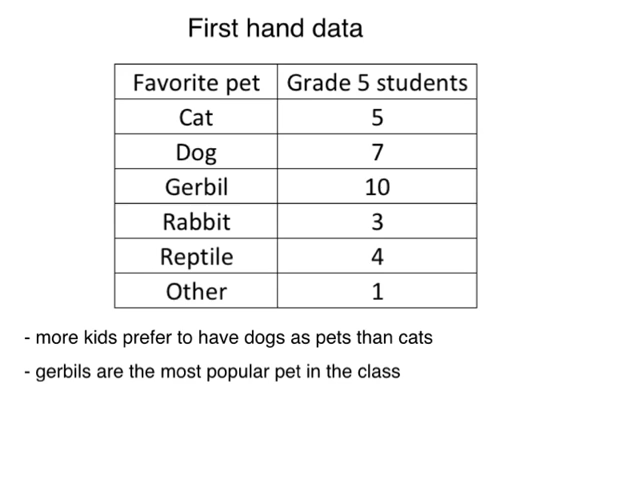 First hand data
Favorite pet Grade 5 students
Cat 5
Dog 7
Gerbil 10
Rabbit 3
Reptile 4
Other 1
- more kids prefer to have dogs as pets than cats
- gerbils are the most popular pet in the class